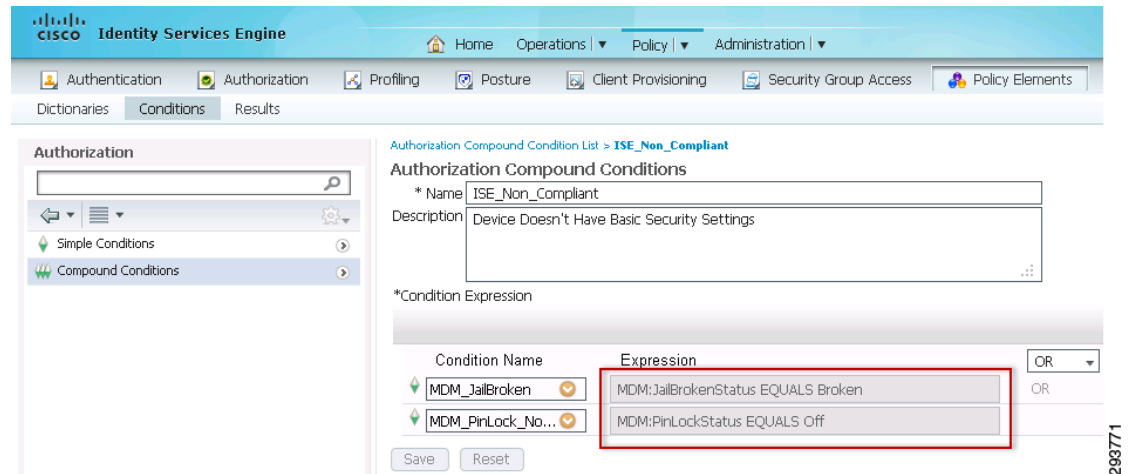 cisco Identity Services Engine
Home Operations Policy Administration
Authentication Authorization Profiling Posture Client Provisioning Security Group Access Policy Elements
Dictionaries Conditions Results
Authorization
Simple Conditions
Compound Conditions
Authorization Compound Condition List > ISE_Non_Compliant
Authorization Compound Conditions
* Name ISE_Non_Compliant
Description Device Doesn't Have Basic Security Settings
*Condition Expression
Condition Name Expression OR
MDM_JailBroken MDM:JailBrokenStatus EQUALS Broken OR
MDM_PinLock_No... MDM:PinLockStatus EQUALS Off
Save Reset
293771